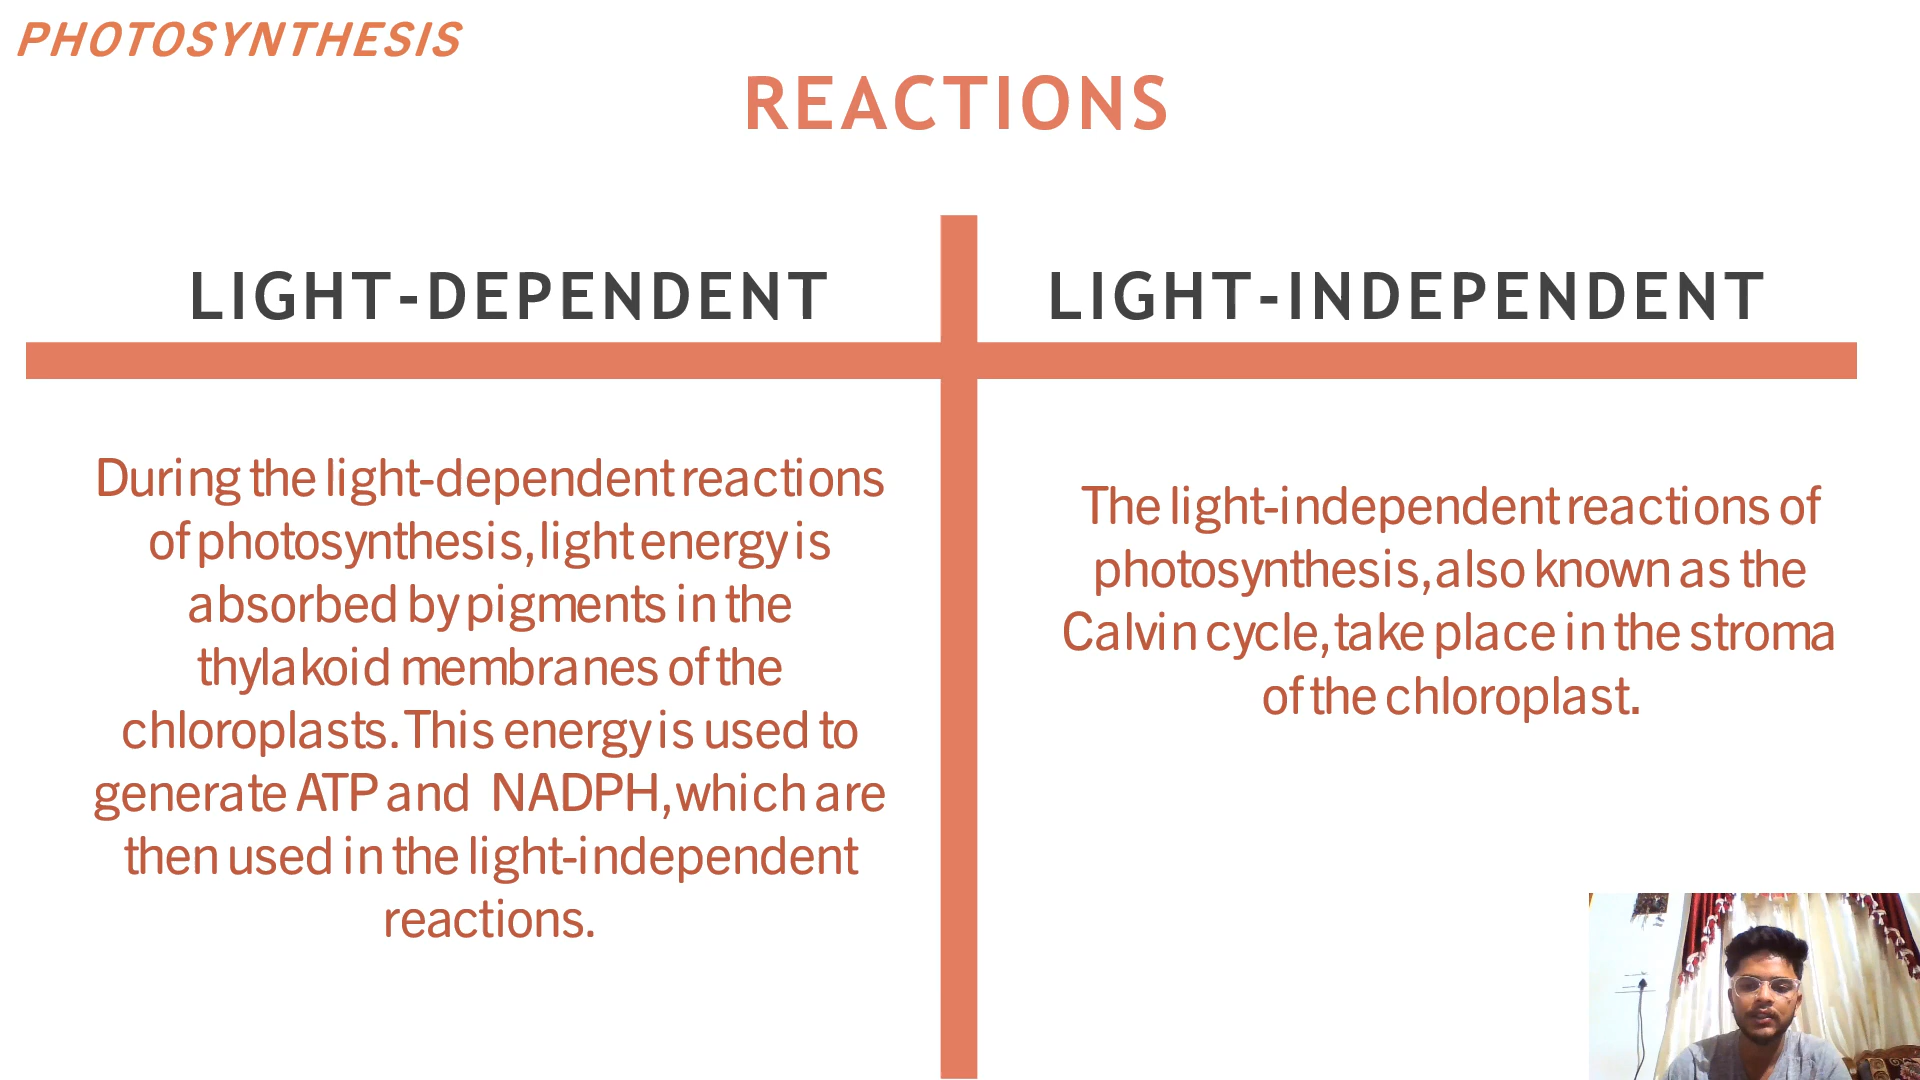 PHOTOSYNTHESIS
REACTIONS
LIGHT-DEPENDENT
LIGHT-INDEPENDENT
During the light-dependent reactions
of photosynthesis, light energy is
absorbed by pigments in the
thylakoid membranes of the
chloroplasts. This energy is used to
generate ATP and NADPH, which are
then used in the light-independent
reactions.
The light-independent reactions of
photosynthesis, also known as the
Calvin cycle, take place in the stroma
of the chloroplast.